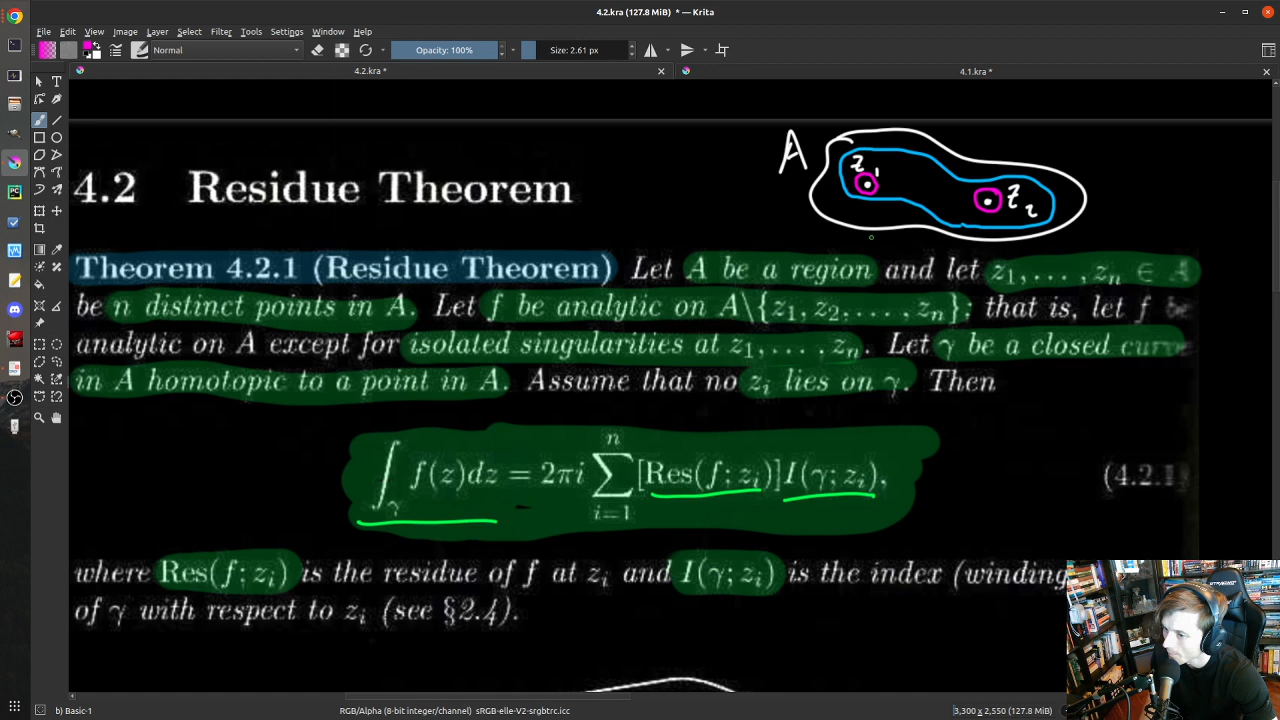 4.2.kra (127.8 MiB) * — Krita
File Edit View Image Layer Select Filter Tools Settings Window Help
Normal Opacity: 100% Size: 2.61 px
4.2.kra * 4.1.kra *
A z1 z2
4.2 Residue Theorem
Theorem 4.2.1 (Residue Theorem) Let A be a region and let z₁, . . . , zₙ ∈ A
be n distinct points in A. Let f be analytic on A\{z₁, z₂, . . . , zₙ}; that is, let f be
analytic on A except for isolated singularities at z₁, . . . , zₙ. Let γ be a closed curve
in A homotopic to a point in A. Assume that no zᵢ lies on γ. Then
∫γ f(z)dz = 2πi ∑ᵢ₌₁ⁿ [Res(f; zᵢ)]I(γ; zᵢ), (4.2.1)
where Res(f; zᵢ) is the residue of f at zᵢ and I(γ; zᵢ) is the index (winding
of γ with respect to zᵢ (see §2.4).
b) Basic-1 RGB/Alpha (8-bit integer/channel) sRGB-elle-V2-srgbtrc.icc 3,300 x 2,550 (127.8 MiB)